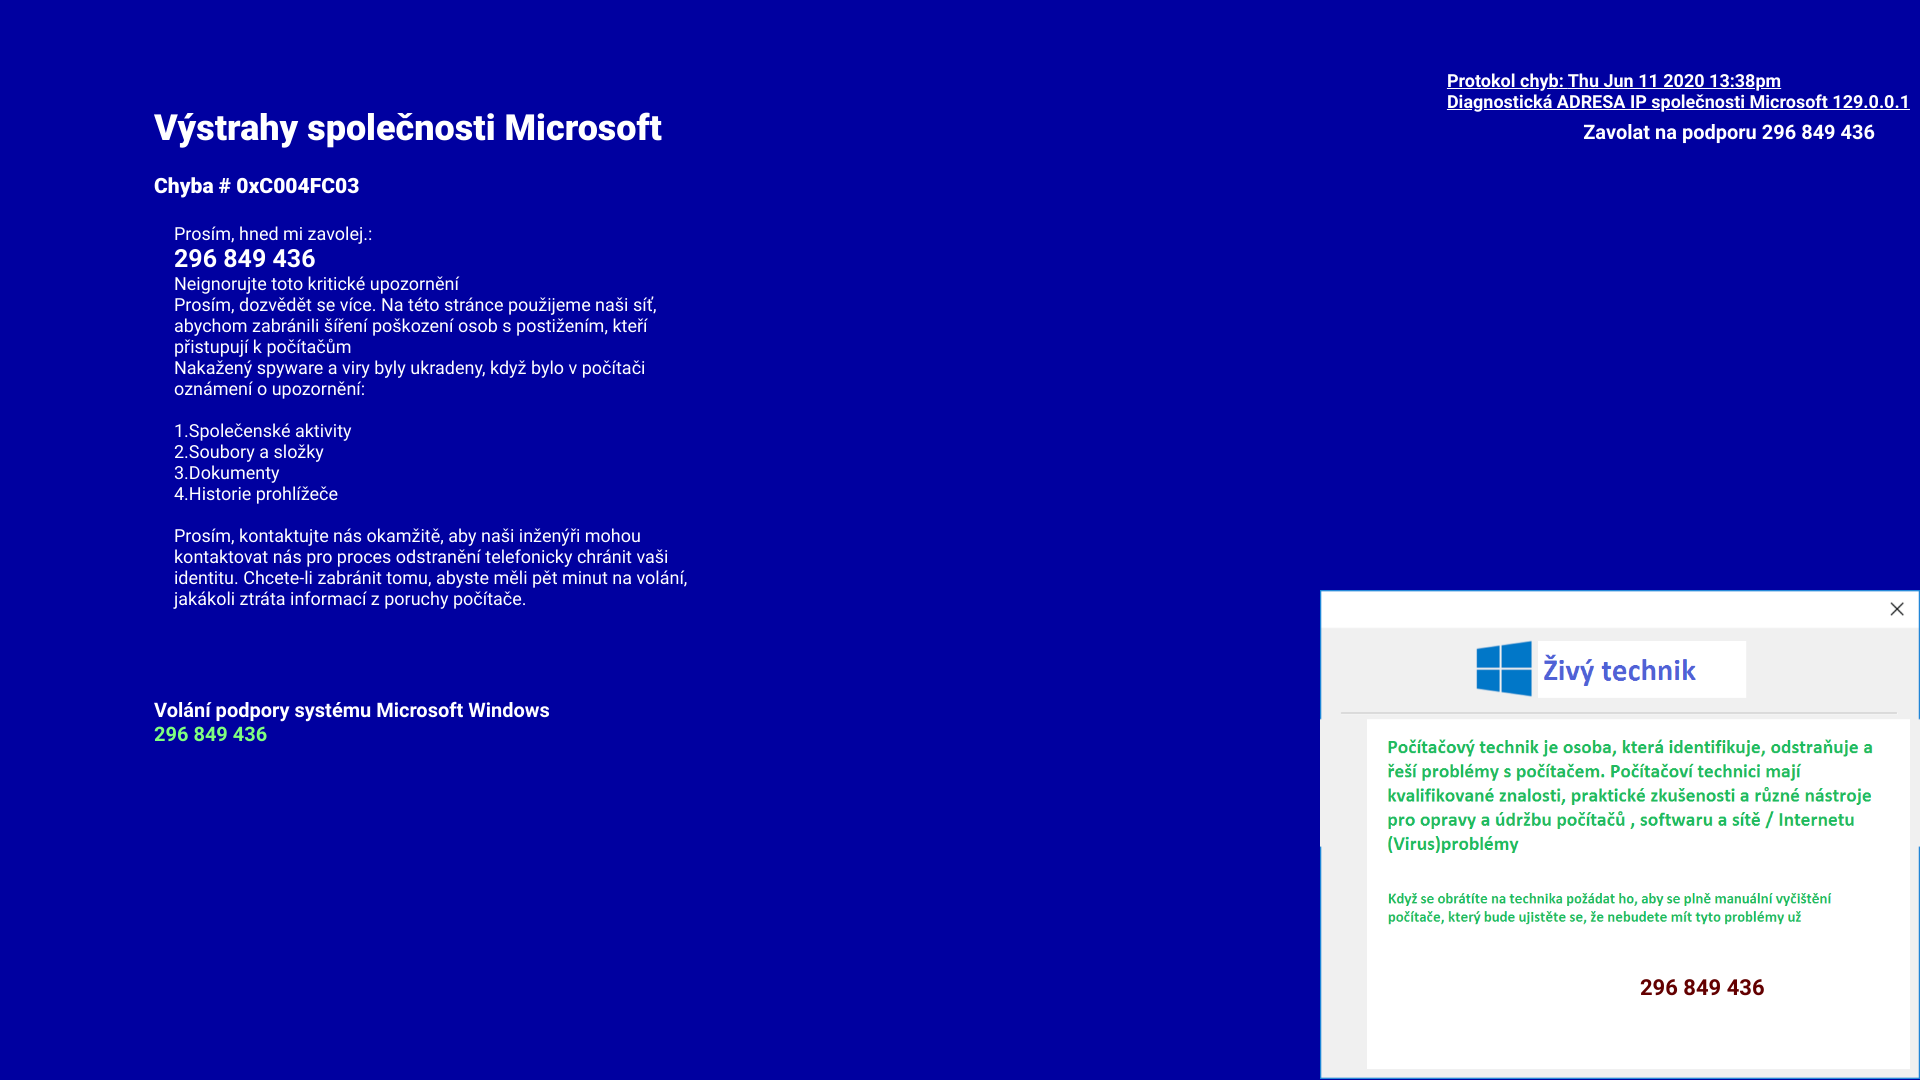 Protokol chyb: Thu Jun 11 2020 13:38pm
Diagnostická ADRESA IP společnosti Microsoft 129.0.0.1
Zavolat na podporu 296 849 436
Výstrahy společnosti Microsoft
Chyba # 0xC004FC03
Prosím, hned mi zavolej.:
296 849 436
Neignorujte toto kritické upozornění
Prosím, dozvědět se více. Na této stránce použijeme naši síť,
abychom zabránili šíření poškození osob s postižením, kteří
přistupují k počítačům
Nakažený spyware a viry byly ukradeny, když bylo v počítači
oznámení o upozornění:
1.Společenské aktivity
2.Soubory a složky
3.Dokumenty
4.Historie prohlížeče
Prosím, kontaktujte nás okamžitě, aby naši inženýři mohou
kontaktovat nás pro proces odstranění telefonicky chránit vaši
identitu. Chcete-li zabránit tomu, abyste měli pět minut na volání,
jakákoli ztráta informací z poruchy počítače.
Volání podpory systému Microsoft Windows
296 849 436
Živý technik
Počítačový technik je osoba, která identifikuje, odstraňuje a
řeší problémy s počítačem. Počítačoví technici mají
kvalifikované znalosti, praktické zkušenosti a různé nástroje
pro opravy a údržbu počítačů , softwaru a sítě / Internetu
(Virus)problémy
Když se obrátíte na technika požádat ho, aby se plně manuální vyčištění
počítače, který bude ujistěte se, že nebudete mít tyto problémy už
296 849 436